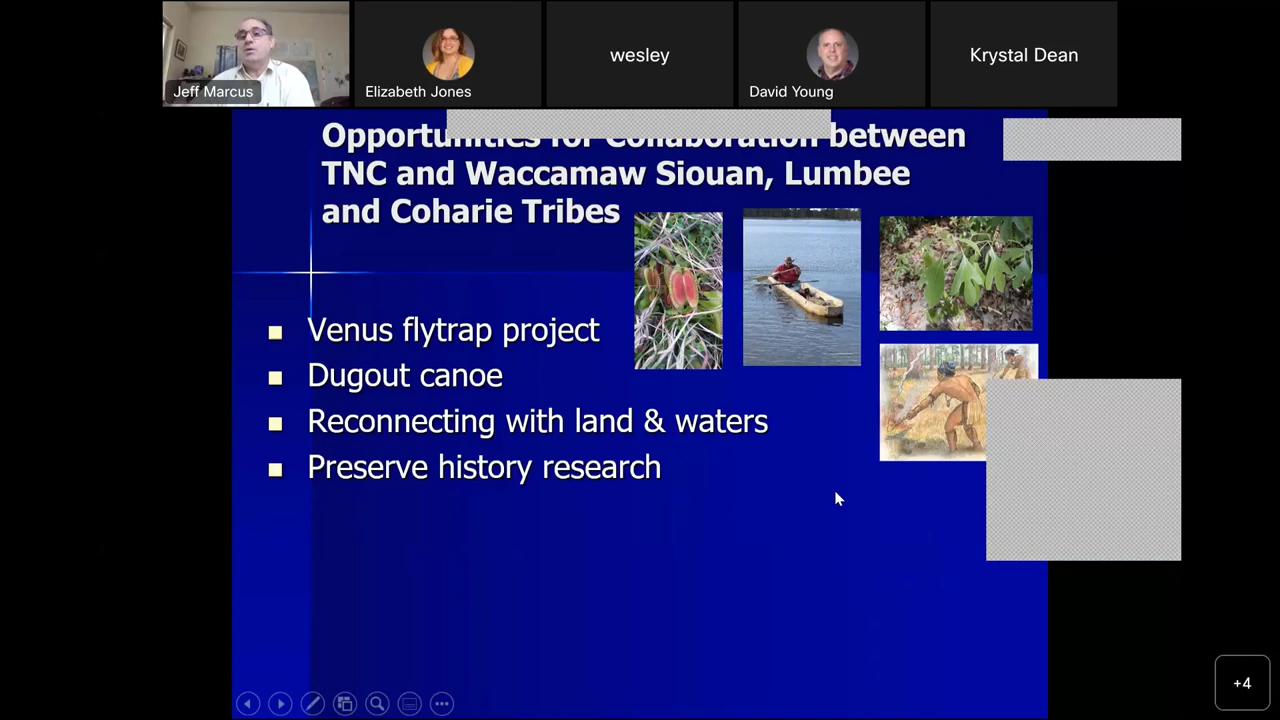 Jeff Marcus
Elizabeth Jones
wesley
David Young
Krystal Dean
Opportunities for Collaboration between
TNC and Waccamaw Siouan, Lumbee
and Coharie Tribes
Venus flytrap project
Dugout canoe
Reconnecting with land & waters
Preserve history research
+4